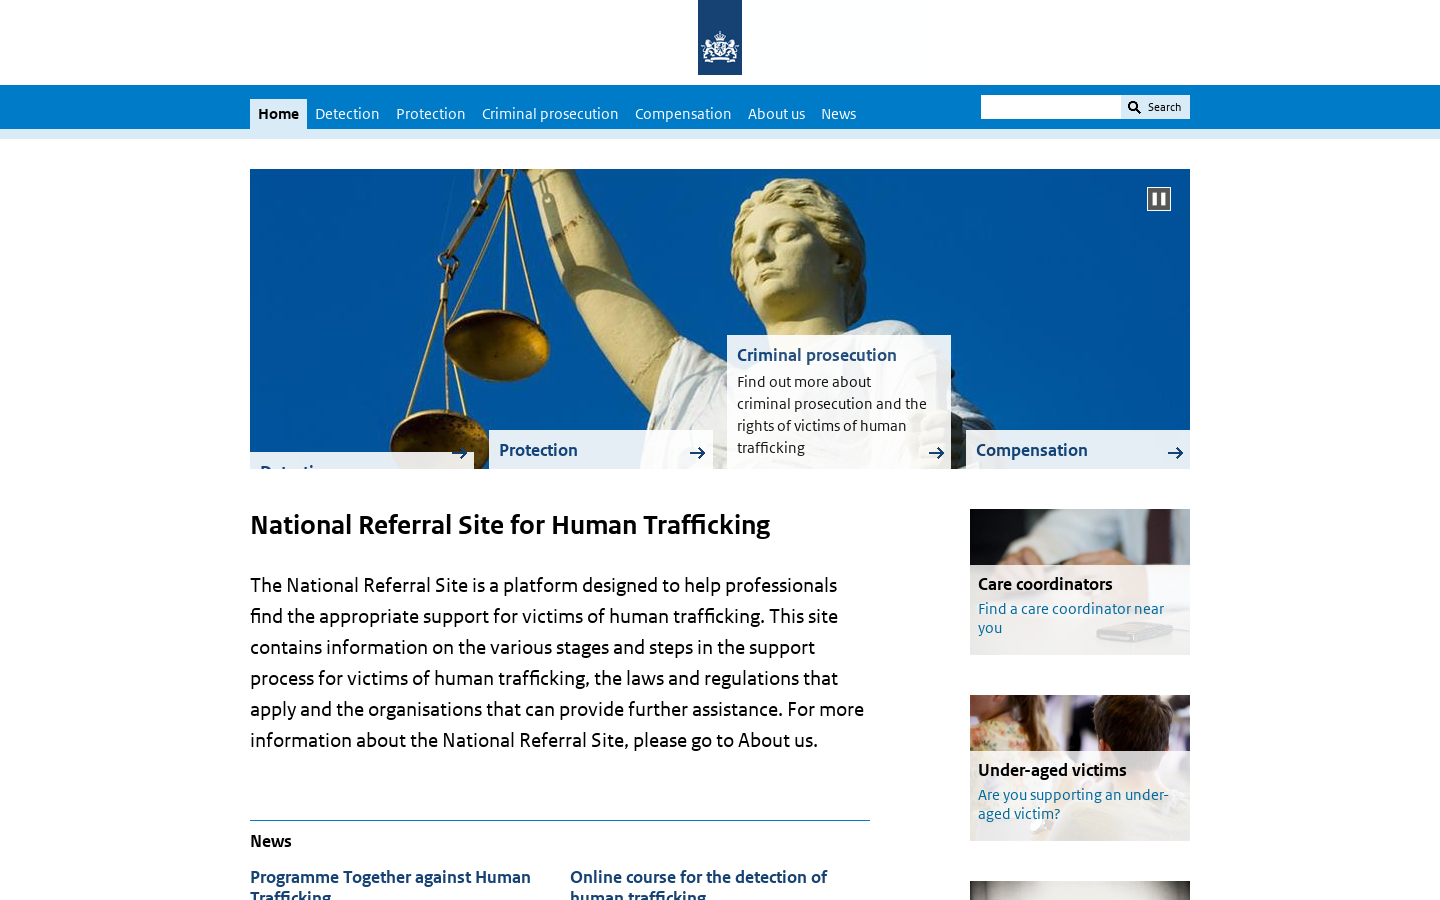 Home Detection Protection Criminal prosecution Compensation About us News
Search
Criminal prosecution
Find out more about
criminal prosecution and the
rights of victims of human
trafficking
Protection
Compensation
National Referral Site for Human Trafficking
The National Referral Site is a platform designed to help professionals
find the appropriate support for victims of human trafficking. This site
contains information on the various stages and steps in the support
process for victims of human trafficking, the laws and regulations that
apply and the organisations that can provide further assistance. For more
information about the National Referral Site, please go to About us.
Care coordinators
Find a care coordinator near
you
Under-aged victims
Are you supporting an under-
aged victim?
News
Programme Together against Human
Trafficking
Online course for the detection of
human trafficking